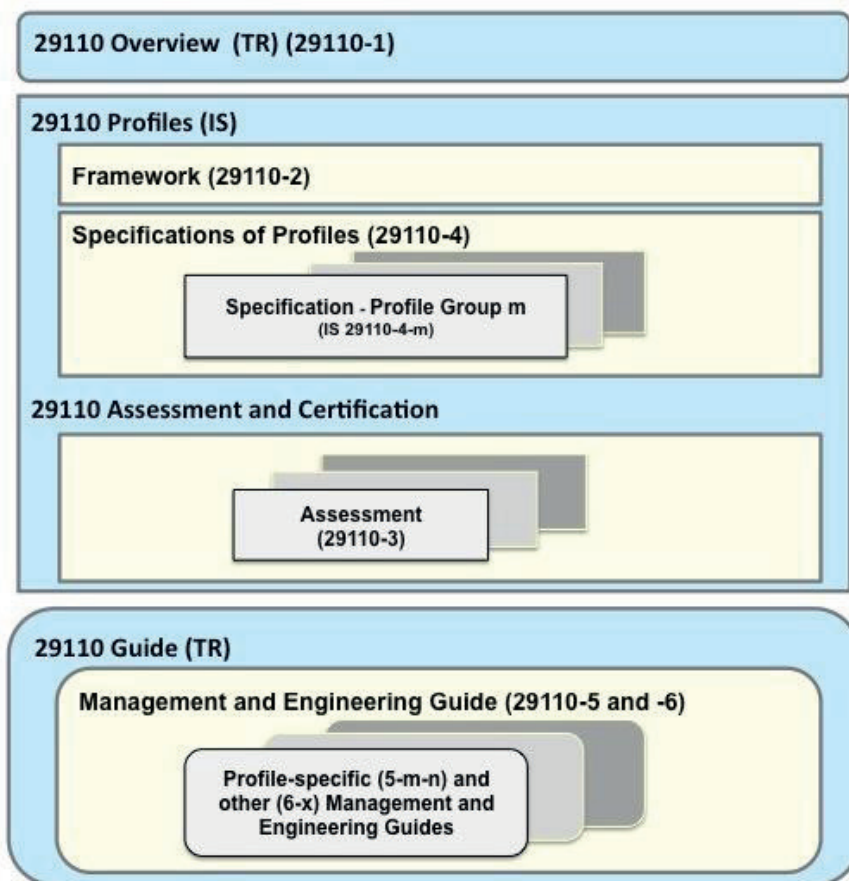 29110 Overview (TR) (29110-1)
29110 Profiles (IS)
Framework (29110-2)
Specifications of Profiles (29110-4)
Specification - Profile Group m
(IS 29110-4-m)
29110 Assessment and Certification
Assessment
(29110-3)
29110 Guide (TR)
Management and Engineering Guide (29110-5 and -6)
Profile-specific (5-m-n) and
other (6-x) Management and
Engineering Guides